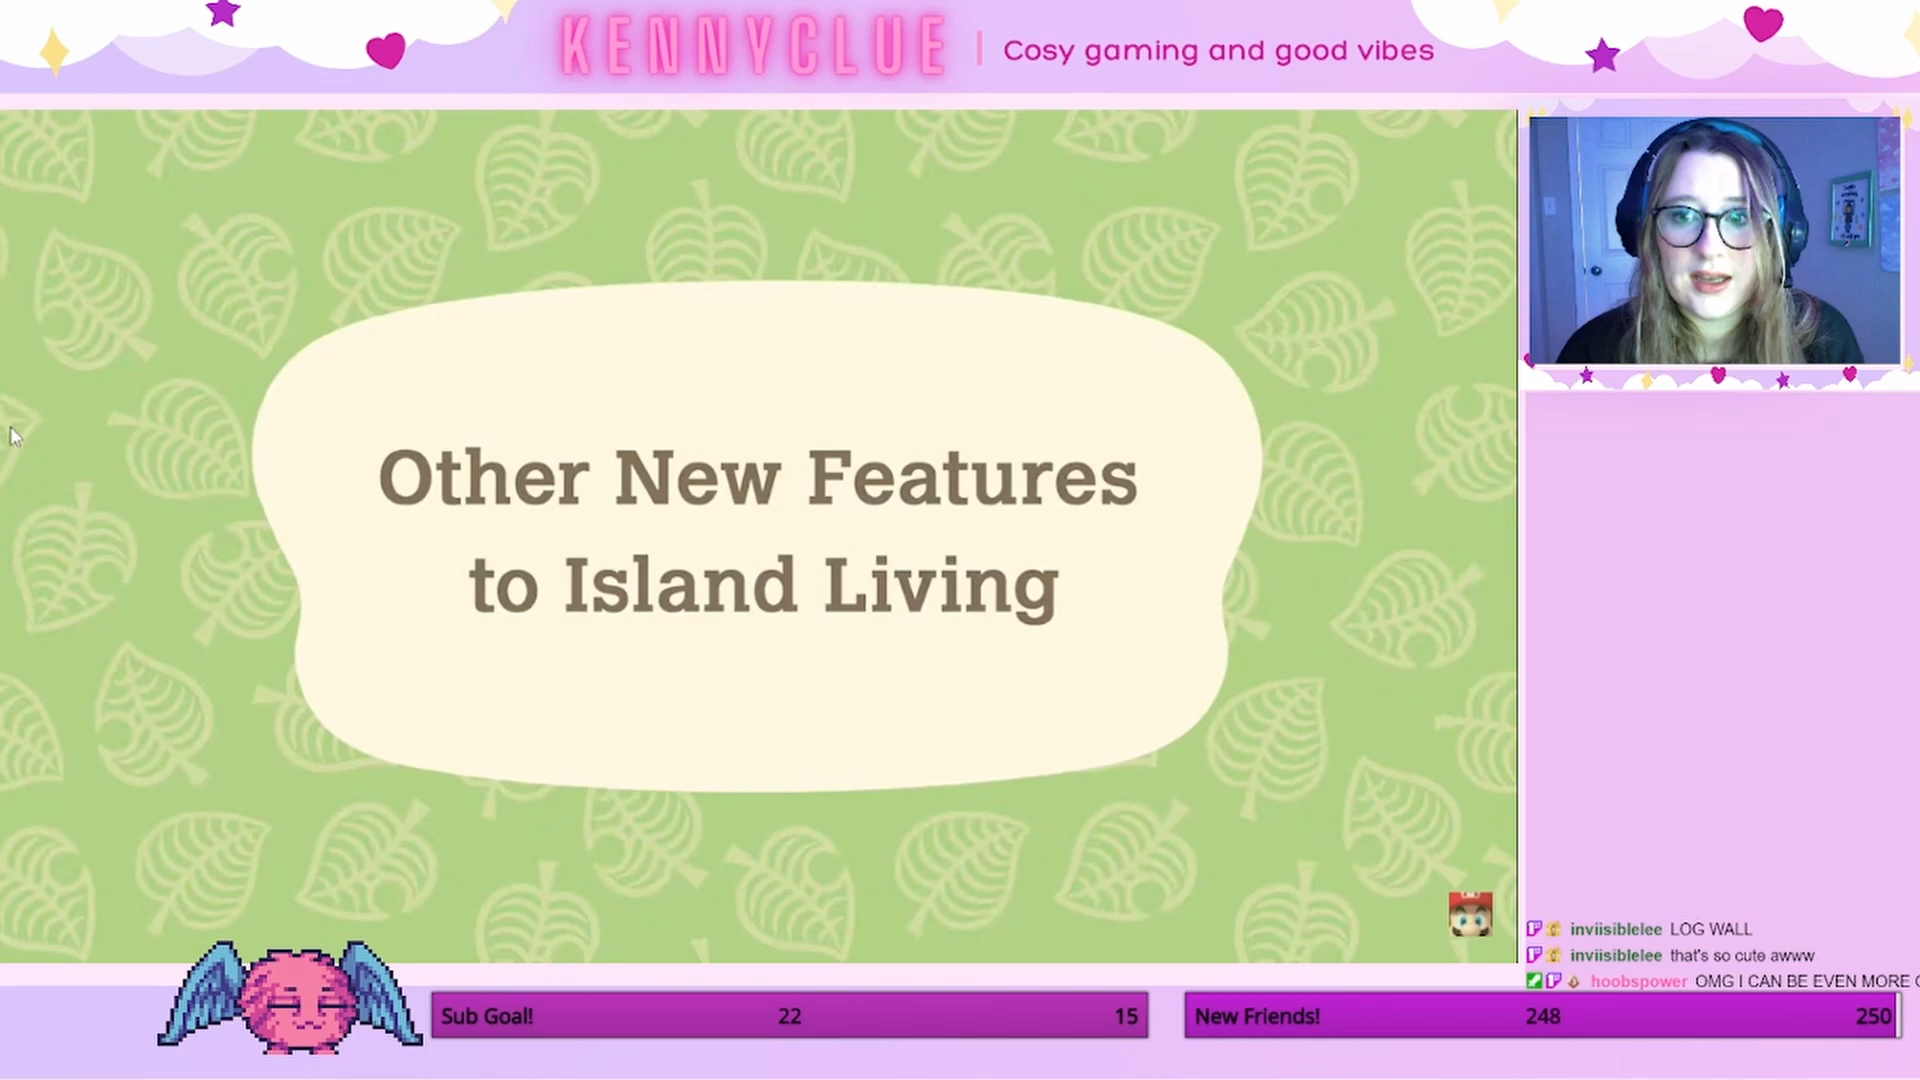 KENNYCLUE
Cosy gaming and good vibes
Other New Features
to Island Living
inviisiblelee LOG WALL
inviisiblelee that's so cute awww
hoobspower OMG I CAN BE EVEN MORE
Sub Goal! 22 15
New Friends! 248 250